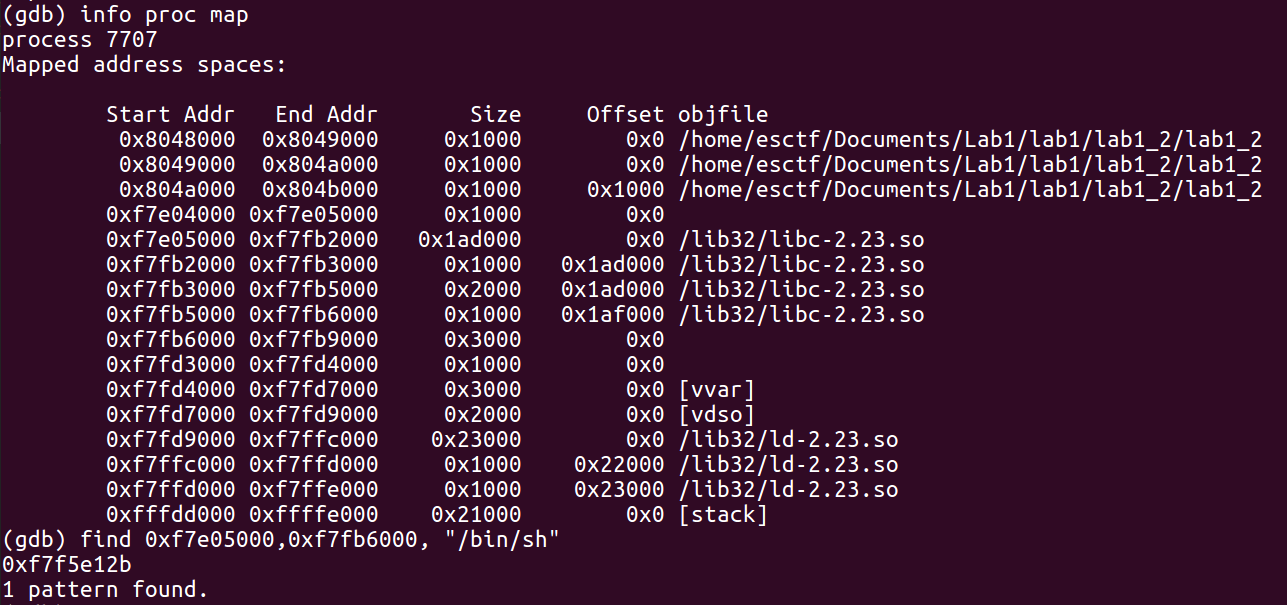 (gdb) info proc map
process 7707
Mapped address spaces:
Start Addr End Addr Size Offset objfile
0x8048000 0x8049000 0x1000 0x0 /home/esctf/Documents/Lab1/lab1/lab1_2/lab1_2
0x8049000 0x804a000 0x1000 0x0 /home/esctf/Documents/Lab1/lab1/lab1_2/lab1_2
0x804a000 0x804b000 0x1000 0x1000 /home/esctf/Documents/Lab1/lab1/lab1_2/lab1_2
0xf7e04000 0xf7e05000 0x1000 0x0
0xf7e05000 0xf7fb2000 0x1ad000 0x0 /lib32/libc-2.23.so
0xf7fb2000 0xf7fb3000 0x1000 0x1ad000 /lib32/libc-2.23.so
0xf7fb3000 0xf7fb5000 0x2000 0x1ad000 /lib32/libc-2.23.so
0xf7fb5000 0xf7fb6000 0x1000 0x1af000 /lib32/libc-2.23.so
0xf7fb6000 0xf7fb9000 0x3000 0x0
0xf7fd3000 0xf7fd4000 0x1000 0x0
0xf7fd4000 0xf7fd7000 0x3000 0x0 [vvar]
0xf7fd7000 0xf7fd9000 0x2000 0x0 [vdso]
0xf7fd9000 0xf7ffc000 0x23000 0x0 /lib32/ld-2.23.so
0xf7ffc000 0xf7ffd000 0x1000 0x22000 /lib32/ld-2.23.so
0xf7ffd000 0xf7ffe000 0x1000 0x23000 /lib32/ld-2.23.so
0xfffdd000 0xffffe000 0x21000 0x0 [stack]
(gdb) find 0xf7e05000,0xf7fb6000, "/bin/sh"
0xf7f5e12b
1 pattern found.